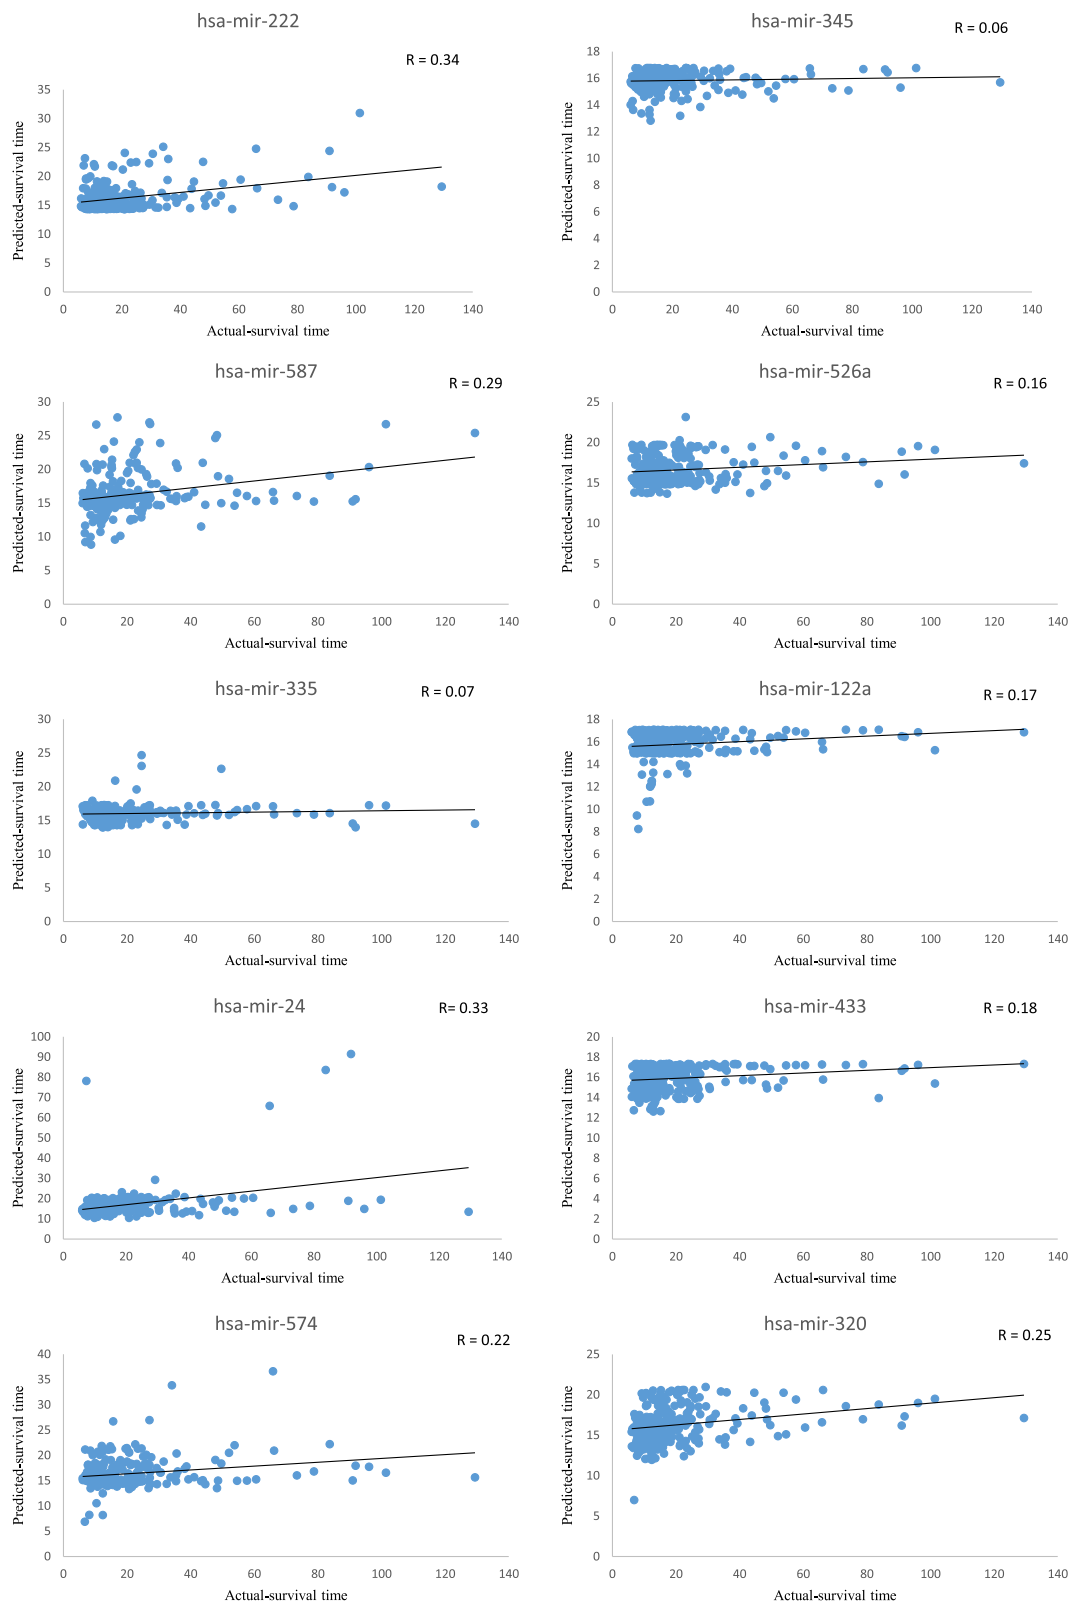 hsa-mir-222
R = 0.34
35
30
25
20
15
10
5
0
0 20 40 60 80 100 120 140
Predicted-survival time
Actual-survival time
hsa-mir-345
R = 0.06
18
16
14
12
10
8
6
4
2
0
0 20 40 60 80 100 120 140
Predicted-survival time
Actual-survival time
hsa-mir-587
R = 0.29
30
25
20
15
10
5
0
0 20 40 60 80 100 120 140
Predicted-survival time
Actual-survival time
hsa-mir-526a
R = 0.16
25
20
15
10
5
0
0 20 40 60 80 100 120 140
Predicted-survival time
Actual-survival time
hsa-mir-335
R = 0.07
30
25
20
15
10
5
0
0 20 40 60 80 100 120 140
Predicted-survival time
Actual-survival time
hsa-mir-122a
R = 0.17
18
16
14
12
10
8
6
4
2
0
0 20 40 60 80 100 120 140
Predicted-survival time
Actual-survival time
hsa-mir-24
R= 0.33
100
90
80
70
60
50
40
30
20
10
0
0 20 40 60 80 100 120 140
Predicted-survival time
Actual-survival time
hsa-mir-433
R = 0.18
20
18
16
14
12
10
8
6
4
2
0
0 20 40 60 80 100 120 140
Predicted-survival time
Actual-survival time
hsa-mir-574
R = 0.22
40
35
30
25
20
15
10
5
0
0 20 40 60 80 100 120 140
Predicted-survival time
Actual-survival time
hsa-mir-320
R = 0.25
25
20
15
10
5
0
0 20 40 60 80 100 120 140
Predicted-survival time
Actual-survival time